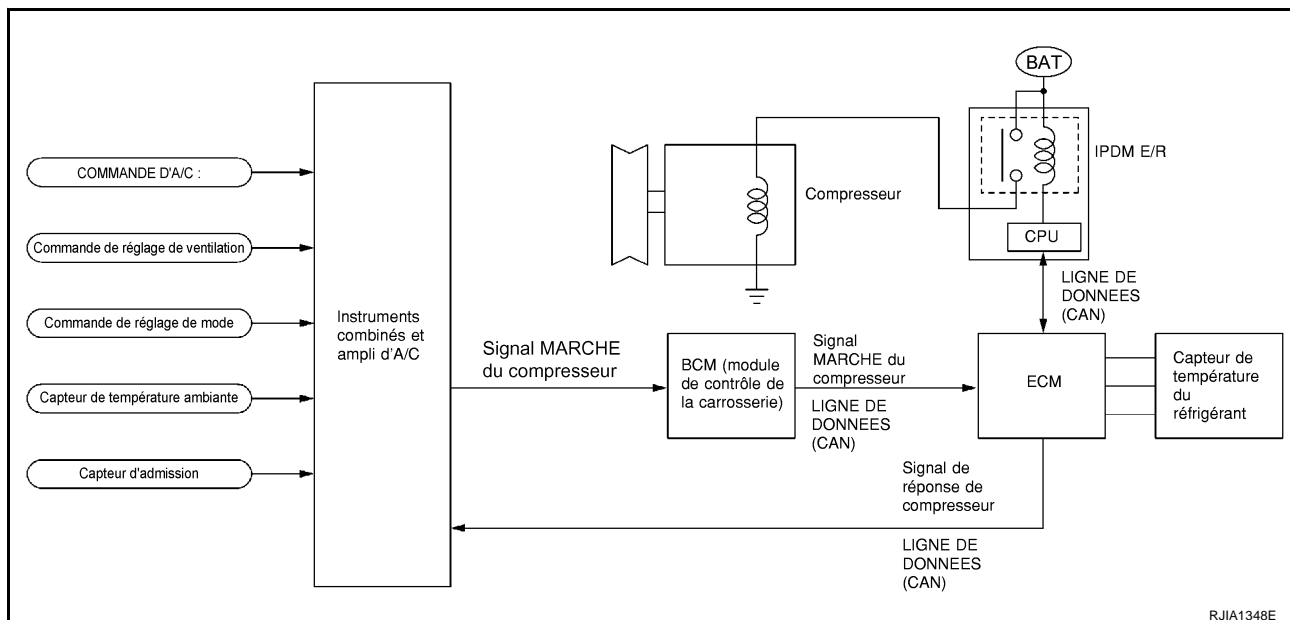 BAT
IPDM E/R
COMMANDE D'A/C :
Compresseur
CPU
Commande de réglage de ventilation
LIGNE DE
DONNEES
(CAN)
Commande de réglage de mode
Instruments
combinés et
ampli d'A/C
Signal MARCHE
du compresseur
BCM (module
de contrôle de
la carrosserie)
Signal
MARCHE du
compresseur
LIGNE DE
DONNEES
(CAN)
ECM
Capteur de
température
du
réfrigérant
Capteur de température ambiante
Capteur d'admission
Signal de
réponse de
compresseur
LIGNE DE
DONNEES
(CAN)
RJIA1348E